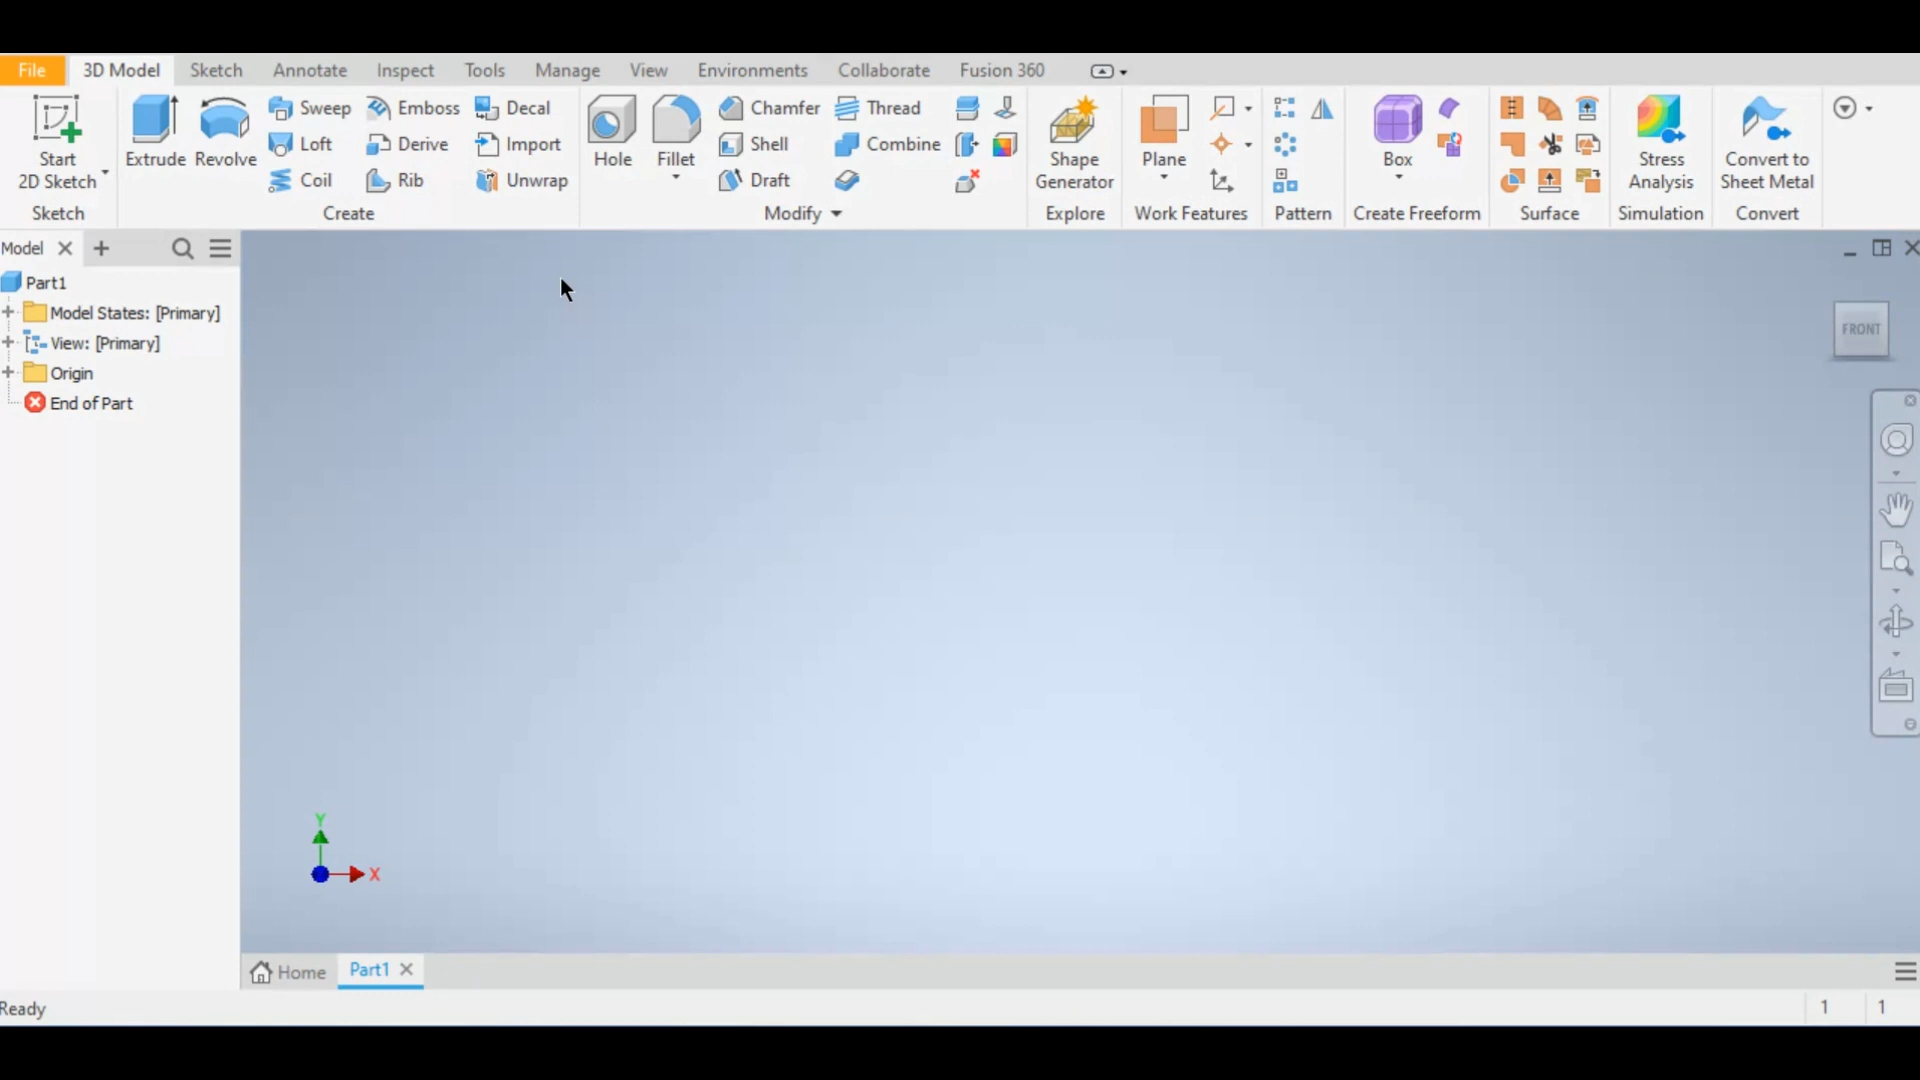 File 3D Model Sketch Annotate Inspect Tools Manage View Environments Collaborate Fusion 360
Start
2D Sketch
Sketch
Extrude Revolve
Sweep Emboss Decal
Loft Derive Import
Coil Rib Unwrap
Create
Hole Fillet
Chamfer Thread
Shell Combine
Draft
Modify
Shape
Generator
Explore
Plane
Work Features
Pattern
Box
Create Freeform
Surface
Stress
Analysis
Simulation
Convert to
Sheet Metal
Convert
Model
Part1
Model States: [Primary]
View: [Primary]
Origin
End of Part
FRONT
Y
X
Home Part1
Ready 1 1